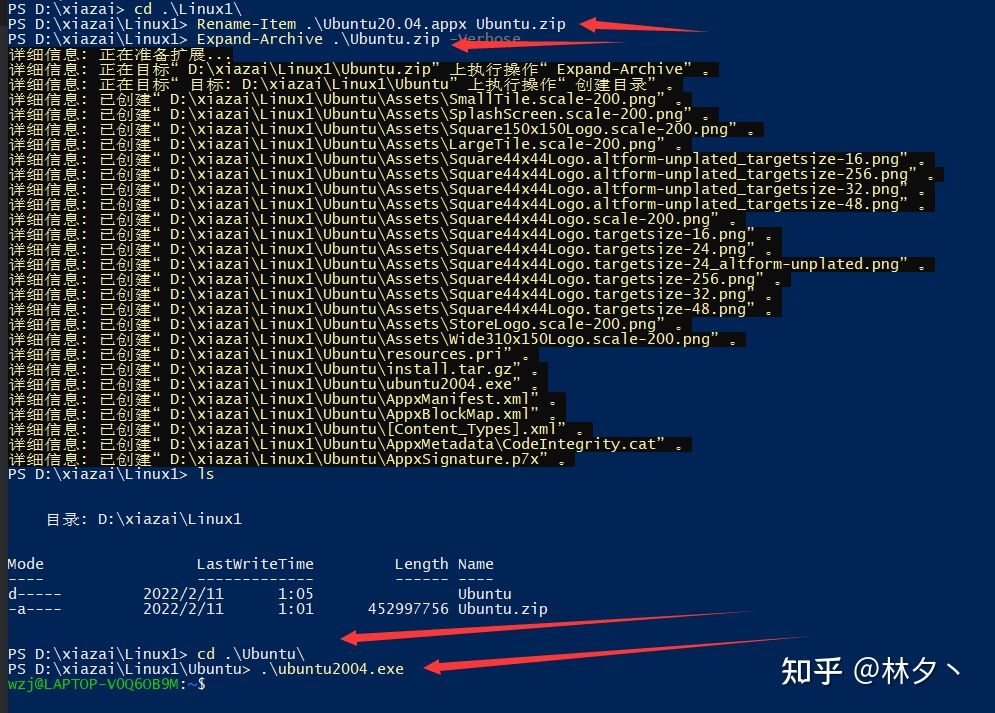 PS D:\xiazai> cd .\Linux1\
PS D:\xiazai\Linux1> Rename-Item .\Ubuntu20.04.appx Ubuntu.zip
PS D:\xiazai\Linux1> Expand-Archive .\Ubuntu.zip -Verbose
详细信息: 正在准备扩展...
详细信息: 正在目标“ D:\xiazai\Linux1\Ubuntu.zip” 上执行操作“ Expand-Archive” 。
详细信息: 正在目标“ 目标: D:\xiazai\Linux1\Ubuntu” 上执行操作“ 创建目录” 。
详细信息: 已创建“ D:\xiazai\Linux1\Ubuntu\Assets\SmallTile.scale-200.png” 。
详细信息: 已创建“ D:\xiazai\Linux1\Ubuntu\Assets\SplashScreen.scale-200.png” 。
详细信息: 已创建“ D:\xiazai\Linux1\Ubuntu\Assets\Square150x150Logo.scale-200.png” 。
详细信息: 已创建“ D:\xiazai\Linux1\Ubuntu\Assets\LargeTile.scale-200.png” 。
详细信息: 已创建“ D:\xiazai\Linux1\Ubuntu\Assets\Square44x44Logo.altform-unplated_targetsize-16.png” 。
详细信息: 已创建“ D:\xiazai\Linux1\Ubuntu\Assets\Square44x44Logo.altform-unplated_targetsize-256.png” 。
详细信息: 已创建“ D:\xiazai\Linux1\Ubuntu\Assets\Square44x44Logo.altform-unplated_targetsize-32.png” 。
详细信息: 已创建“ D:\xiazai\Linux1\Ubuntu\Assets\Square44x44Logo.altform-unplated_targetsize-48.png” 。
详细信息: 已创建“ D:\xiazai\Linux1\Ubuntu\Assets\Square44x44Logo.scale-200.png” 。
详细信息: 已创建“ D:\xiazai\Linux1\Ubuntu\Assets\Square44x44Logo.targetsize-16.png” 。
详细信息: 已创建“ D:\xiazai\Linux1\Ubuntu\Assets\Square44x44Logo.targetsize-24.png” 。
详细信息: 已创建“ D:\xiazai\Linux1\Ubuntu\Assets\Square44x44Logo.targetsize-24_altform-unplated.png” 。
详细信息: 已创建“ D:\xiazai\Linux1\Ubuntu\Assets\Square44x44Logo.targetsize-256.png” 。
详细信息: 已创建“ D:\xiazai\Linux1\Ubuntu\Assets\Square44x44Logo.targetsize-32.png” 。
详细信息: 已创建“ D:\xiazai\Linux1\Ubuntu\Assets\Square44x44Logo.targetsize-48.png” 。
详细信息: 已创建“ D:\xiazai\Linux1\Ubuntu\Assets\StoreLogo.scale-200.png” 。
详细信息: 已创建“ D:\xiazai\Linux1\Ubuntu\Assets\Wide310x150Logo.scale-200.png” 。
详细信息: 已创建“ D:\xiazai\Linux1\Ubuntu\resources.pri” 。
详细信息: 已创建“ D:\xiazai\Linux1\Ubuntu\install.tar.gz” 。
详细信息: 已创建“ D:\xiazai\Linux1\Ubuntu\ubuntu2004.exe” 。
详细信息: 已创建“ D:\xiazai\Linux1\Ubuntu\AppxManifest.xml” 。
详细信息: 已创建“ D:\xiazai\Linux1\Ubuntu\AppxBlockMap.xml” 。
详细信息: 已创建“ D:\xiazai\Linux1\Ubuntu\[Content_Types].xml” 。
详细信息: 已创建“ D:\xiazai\Linux1\Ubuntu\AppxMetadata\CodeIntegrity.cat” 。
详细信息: 已创建“ D:\xiazai\Linux1\Ubuntu\AppxSignature.p7x” 。
PS D:\xiazai\Linux1> ls
目录: D:\xiazai\Linux1
Mode LastWriteTime Length Name
---- ------------- ------ ----
d----- 2022/2/11 1:05 Ubuntu
-a---- 2022/2/11 1:01 452997756 Ubuntu.zip
PS D:\xiazai\Linux1> cd .\Ubuntu\
PS D:\xiazai\Linux1\Ubuntu> .\ubuntu2004.exe
wzj@LAPTOP-VOQ6OB9M:~$
知乎 @林夕丶